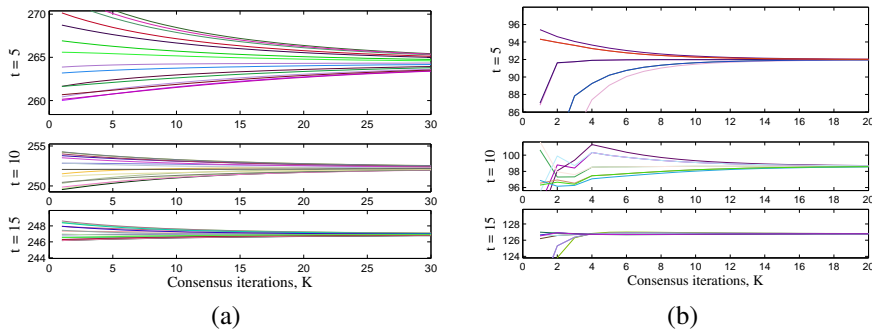 270
265
260
t = 5
0 5 10 15 20 25 30
255
250
t = 10
0 5 10 15 20 25 30
248
246
244
t = 15
0 5 10 15 20 25 30
Consensus iterations, K
(a)
96
94
92
90
88
86
t = 5
0 2 4 6 8 10 12 14 16 18 20
100
98
96
t = 10
0 2 4 6 8 10 12 14 16 18 20
128
126
124
t = 15
0 2 4 6 8 10 12 14 16 18 20
Consensus iterations, K
(b)